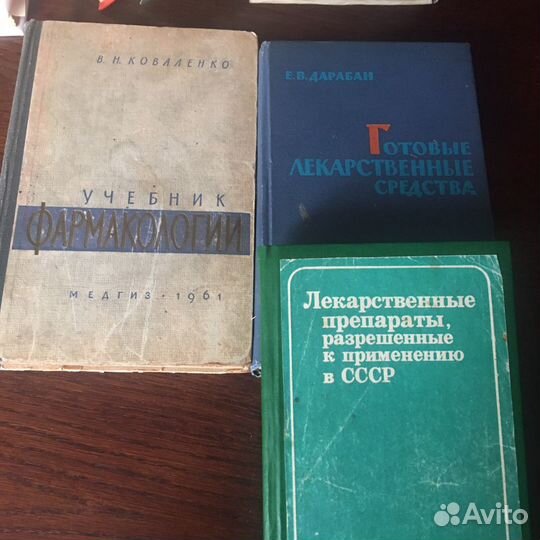 В. Н. КОВАЛЕНКО
УЧЕБНИК
ФАРМАКОЛОГИИ
МЕДГИЗ · 1961
Е. В. ДАРАБАН
ГОТОВЫЕ
ЛЕКАРСТВЕННЫЕ
СРЕДСТВА
Лекарственные
препараты,
разрешенные
к применению
в СССР
Avito